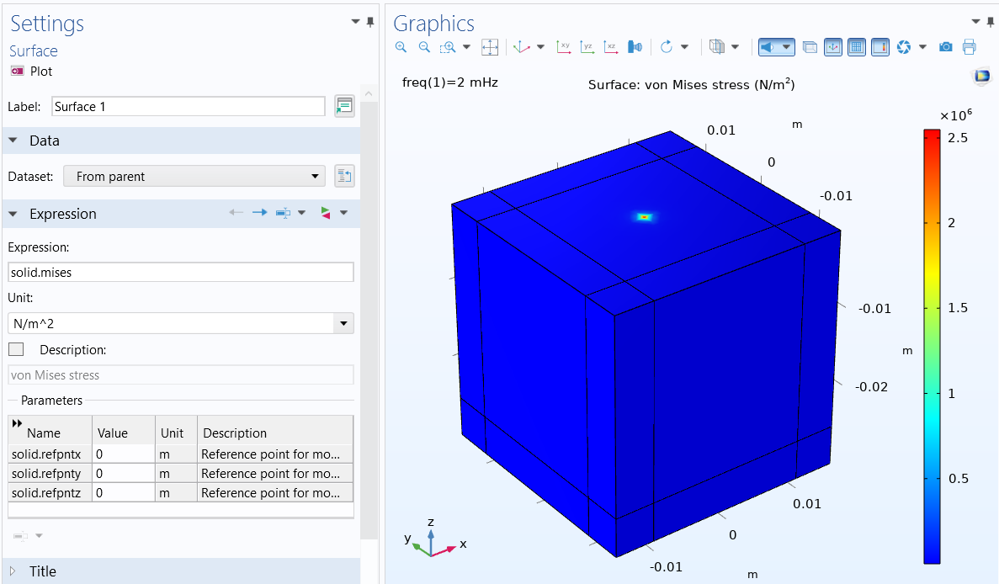 Settings
Surface
Plot
Label: Surface 1
Data
Dataset: From parent
Expression
Expression:
solid.mises
Unit:
N/m^2
Description:
von Mises stress
Parameters
Name Value Unit Description
solid.refpntx 0 m Reference point for mo...
solid.refpnty 0 m Reference point for mo...
solid.refpntz 0 m Reference point for mo...
Title
Graphics
xy yz xz
freq(1)=2 mHz Surface: von Mises stress (N/m²)
×10⁶
0.01 m
0
-0.01
-0.01
m
-0.02
0.01
0
-0.01
m
2.5
2
1.5
1
0.5
z
y
x